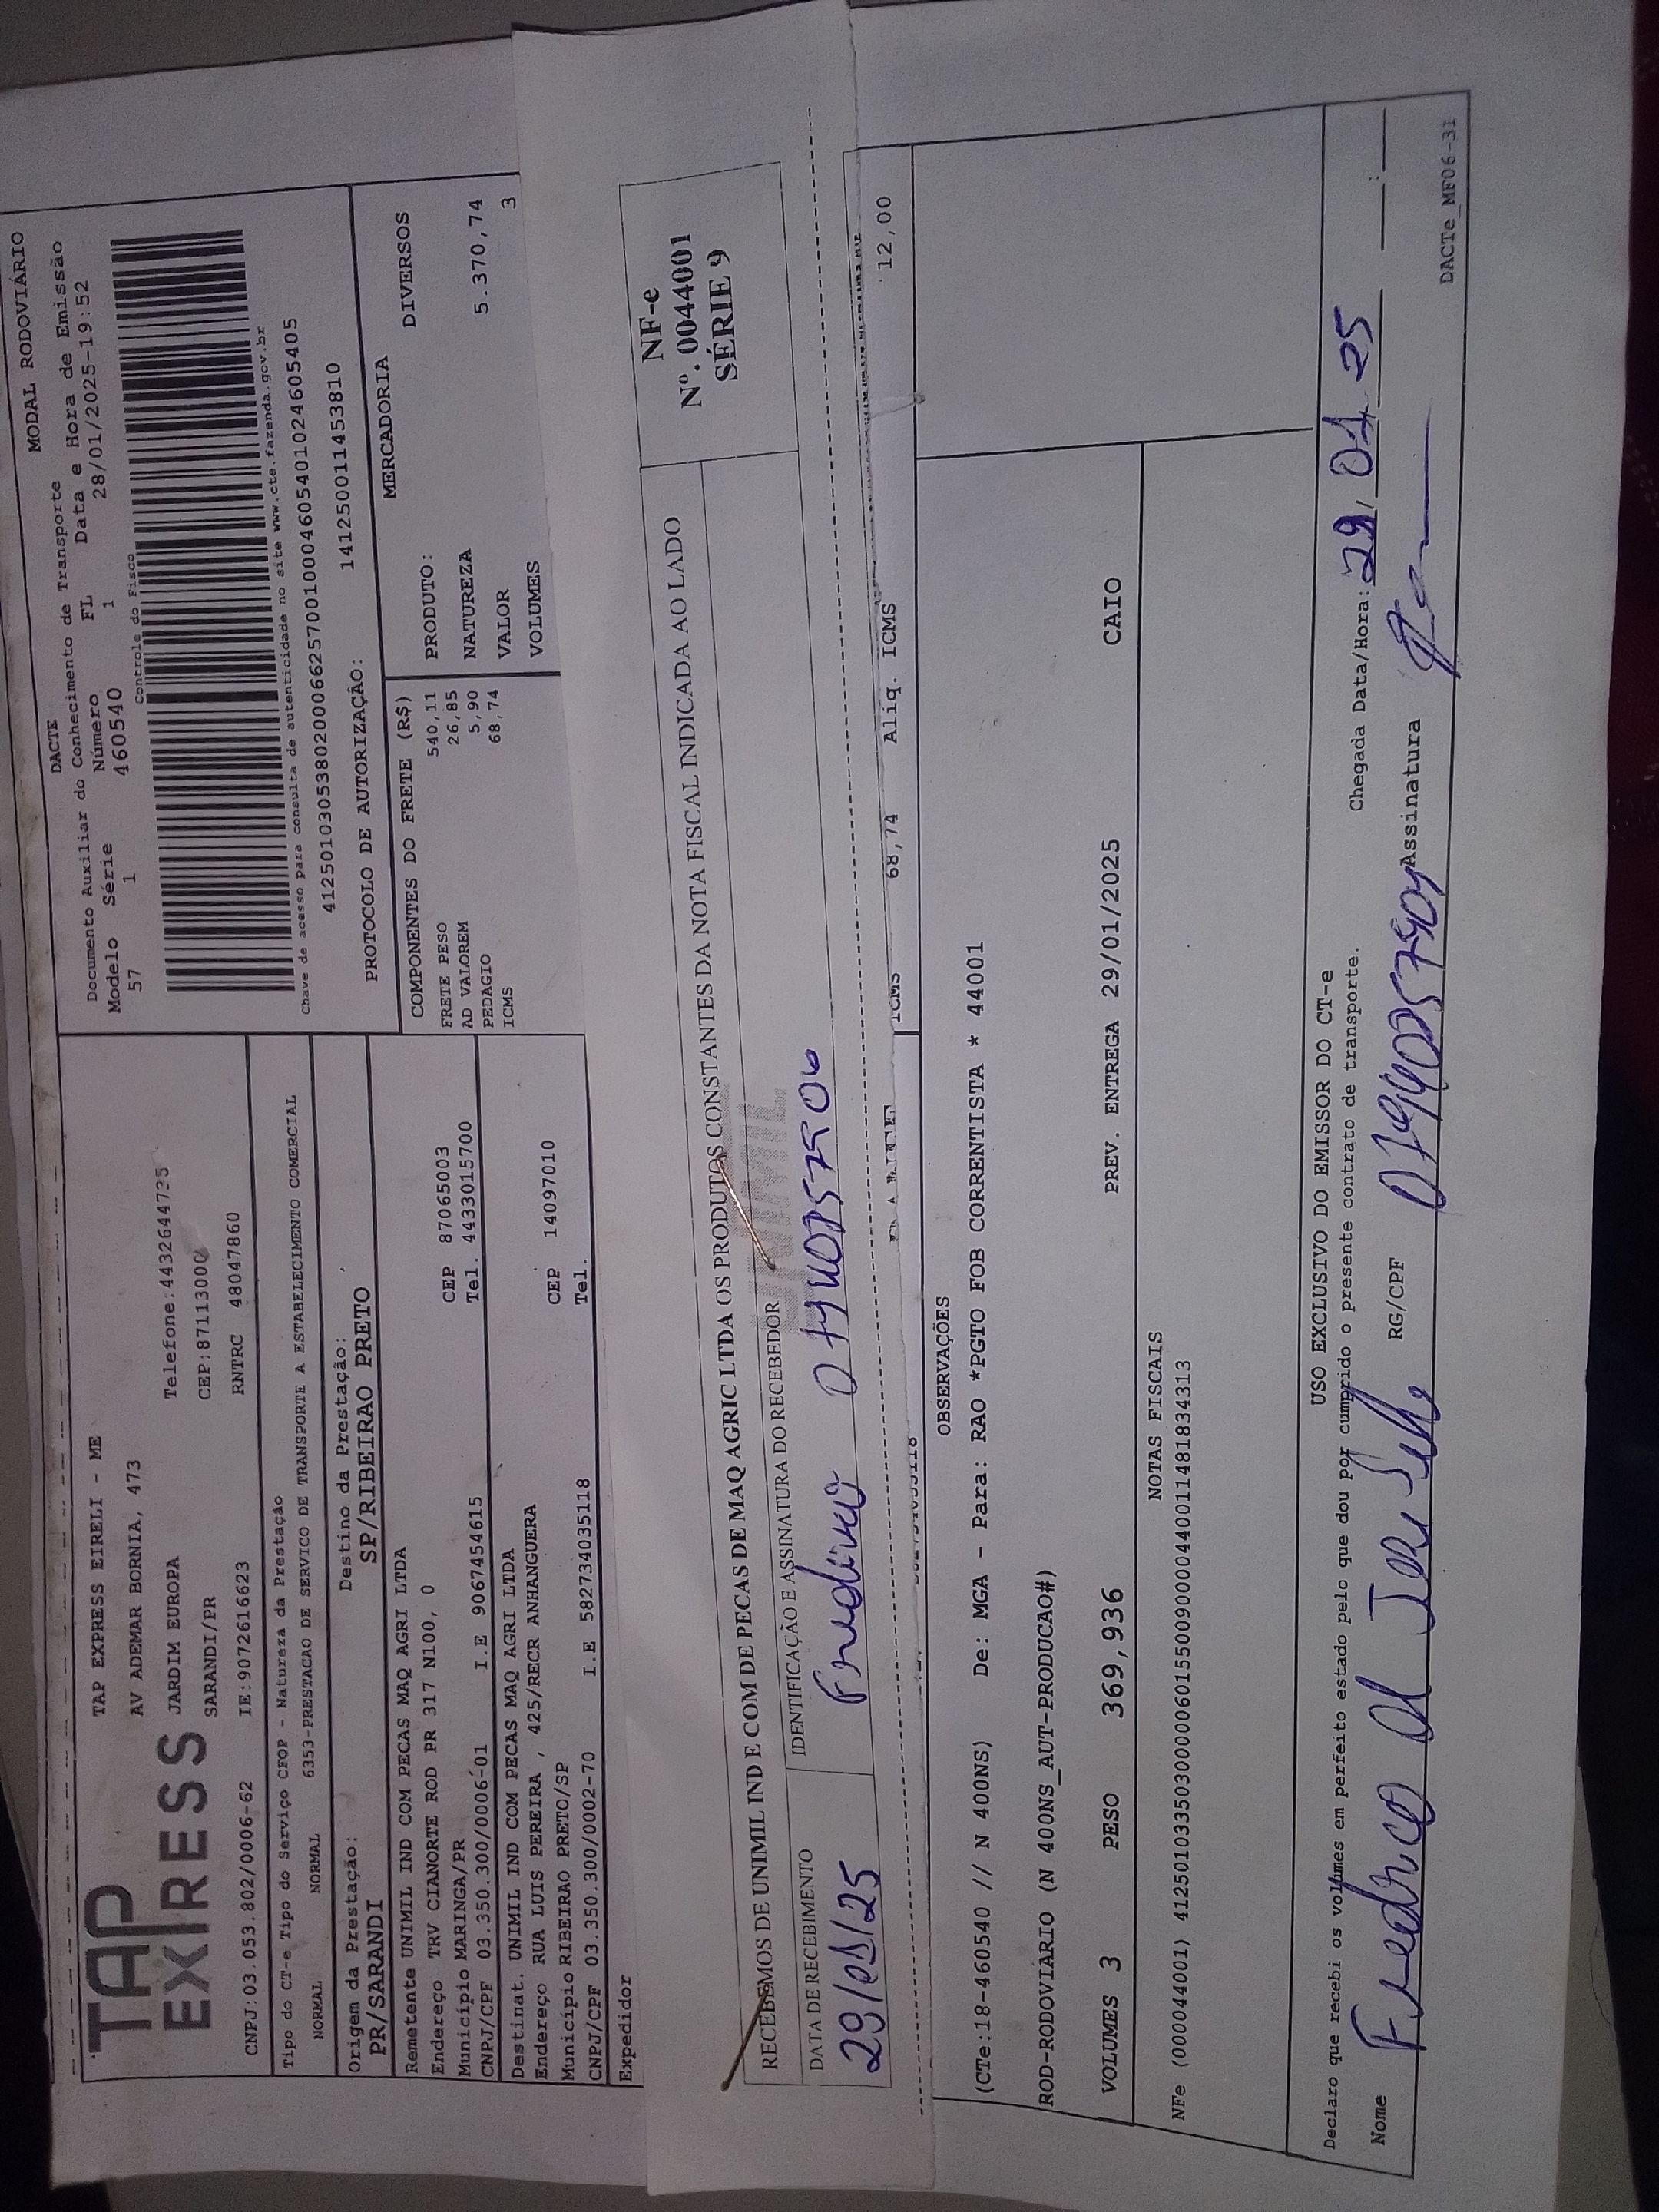 TAP
EXPRESS
TAP EXPRESS EIRELI - ME
AV ADEMAR BORNIA, 473
JARDIM EUROPA Telefone:4432644735
SARANDI/PR CEP:87113000
CNPJ:03.053.802/0006-62 IE:9072616623 RNTRC 48047860
MODAL RODOVIÁRIO
DACTE
Documento Auxiliar do Conhecimento de Transporte
Modelo Série Número FL Data e Hora de Emissão
57 1 460540 1 28/01/2025-19:52
Controle do Fisco
Chave de acesso para consulta de autenticidade no site www.cte.fazenda.gov.br
41250103053802000662570010004605401024605405
PROTOCOLO DE AUTORIZAÇÃO: 141250011453810
Tipo do CT-e Tipo do Serviço CFOP - Natureza da Prestação
NORMAL NORMAL 6353-PRESTACAO DE SERVICO DE TRANSPORTE A ESTABELECIMENTO COMERCIAL
Origem da Prestação: Destino da Prestação:
PR/SARANDI SP/RIBEIRAO PRETO
Remetente UNIMIL IND COM PECAS MAQ AGRI LTDA
Endereço TRV CIANORTE ROD PR 317 N100, 0
Município MARINGA/PR CEP 87065003
CNPJ/CPF 03.350.300/0006-01 I.E 9067454615 Tel. 4433015700
Destinat. UNIMIL IND COM PECAS MAQ AGRI LTDA
Endereço RUA LUIS PEREIRA , 425/RECR ANHANGUERA
Município RIBEIRAO PRETO/SP CEP 14097010
CNPJ/CPF 03.350.300/0002-70 I.E 582734035118 Tel.
Expedidor
COMPONENTES DO FRETE (R$)
FRETE PESO 540,11
AD VALOREM 26,85
PEDAGIO 5,90
ICMS 68,74
MERCADORIA
PRODUTO: DIVERSOS
NATUREZA
VALOR 5.370,74
VOLUMES 3
RECEBEMOS DE UNIMIL IND E COM DE PECAS DE MAQ AGRIC LTDA OS PRODUTOS CONSTANTES DA NOTA FISCAL INDICADA AO LADO
NF-e
Nº. 0044001
SÉRIE 9
DATA DE RECEBIMENTO IDENTIFICAÇÃO E ASSINATURA DO RECEBEDOR
29/01/25
ICMS 68,74 Aliq. ICMS 12,00
OBSERVAÇÕES
(CTe:18-460540 // N 400NS) De: MGA - Para: RAO *PGTO FOB CORRENTISTA * 44001
ROD-RODOVIÁRIO (N 400NS_AUT-PRODUCAO#)
VOLUMES 3 PESO 369,936 PREV. ENTREGA 29/01/2025 CAIO
NOTAS FISCAIS
NFe (000044001) 41250103350300000601550090000440011481834313
USO EXCLUSIVO DO EMISSOR DO CT-e
Declaro que recebi os volumes em perfeito estado pelo que dou por cumprido o presente contrato de transporte. Chegada Data/Hora: 29, 01 25
Nome RG/CPF Assinatura
DACTe_MF06-31